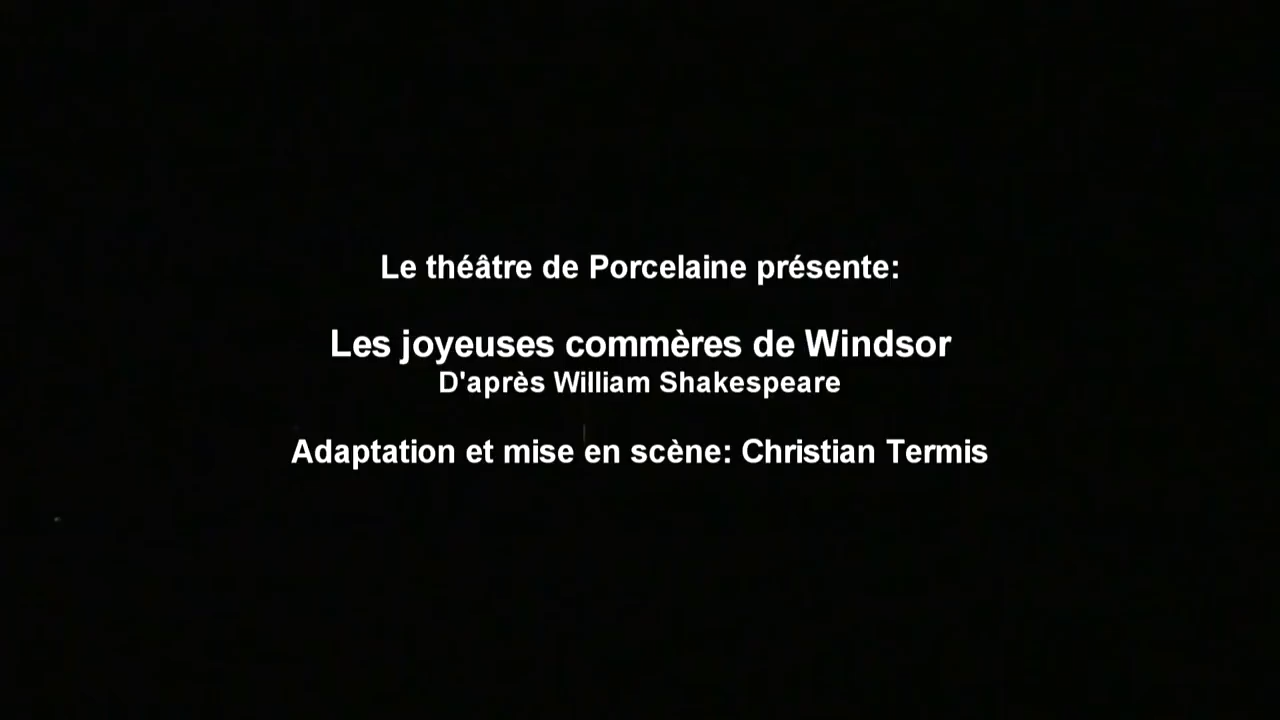 Le théâtre de Porcelaine présente:
Les joyeuses commères de Windsor
D'après William Shakespeare
Adaptation et mise en scène: Christian Termis